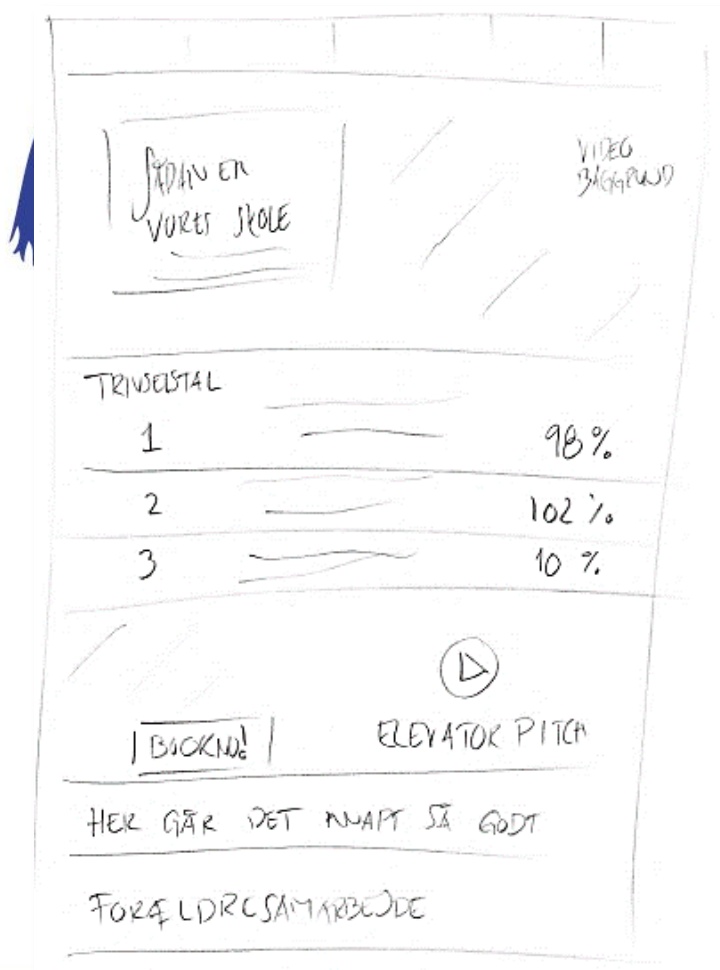 SÅDAN ER
VORES SKOLE
VIDEO
BAGGRUND
TRIVSELSTAL
1 98%
2 102%
3 10%
BOOK NU!
ELEVATOR PITCH
HER GÅR DET KNAPT SÅ GODT
FORÆLDRESAMARBEJDE